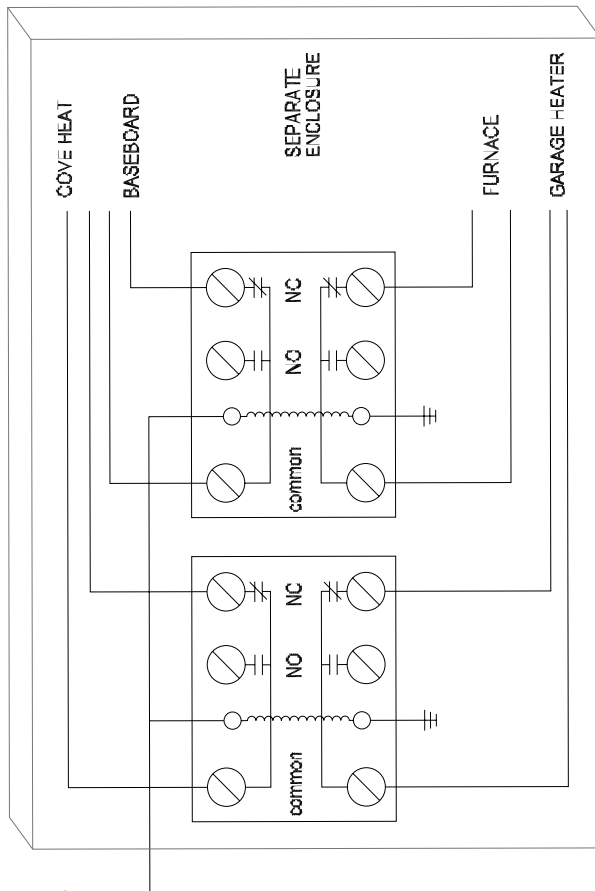 COVE HEAT
BASEBOARD
SEPARATE
ENCLOSURE
FURNACE
GARAGE HEATER
NC
NO
common
NC
NO
common